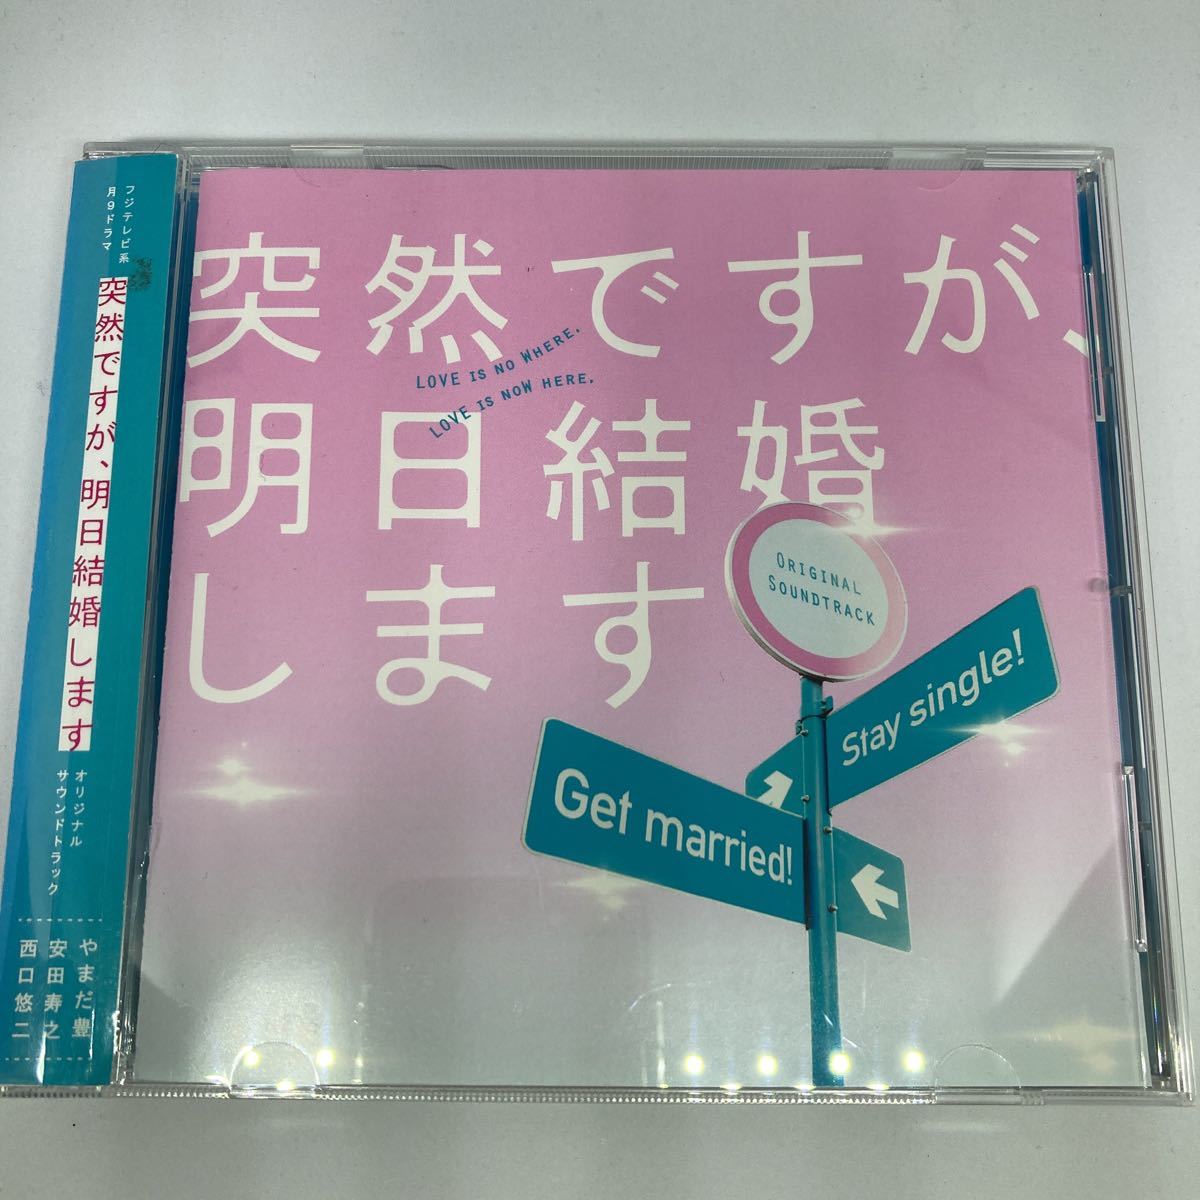 フジテレビ系
月9ドラマ
突然ですが、明日結婚します
オリジナル
サウンドトラック
やまだ豊
安田寿之
西口悠二
突然ですが、
LOVE IS NO WHERE.
LOVE IS NOW HERE.
明日結婚
します
ORIGINAL
SOUNDTRACK
Stay single!
Get married!